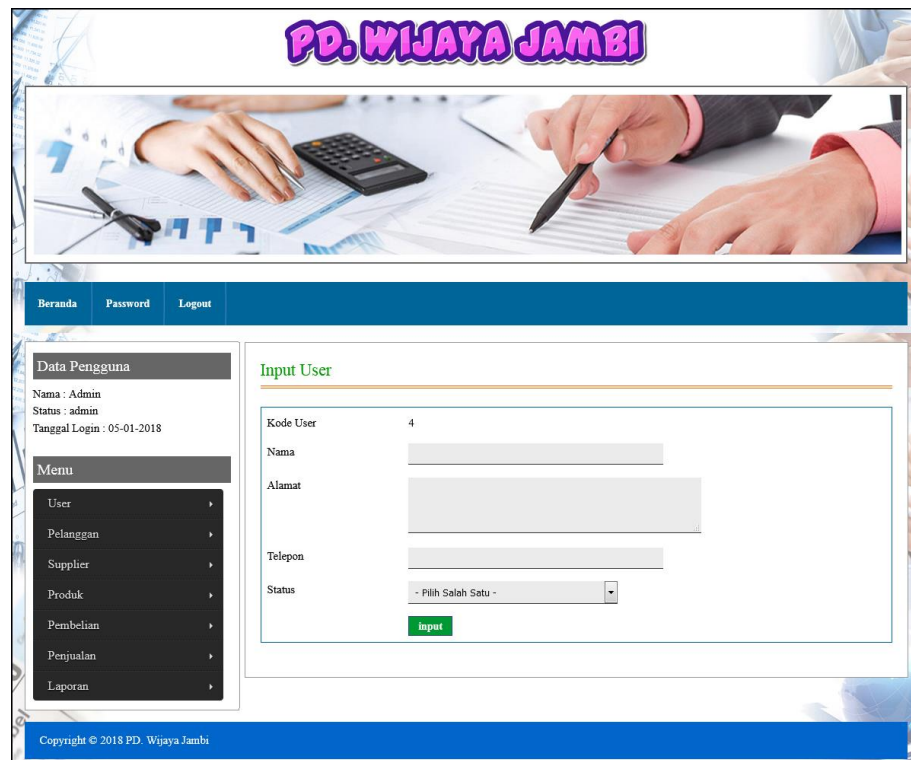 PD. WIJAYA JAMBI
Beranda Password Logout
Data Pengguna
Nama : Admin
Status : admin
Tanggal Login : 05-01-2018
Menu
User
Pelanggan
Supplier
Produk
Pembelian
Penjualan
Laporan
Input User
Kode User 4
Nama
Alamat
Telepon
Status - Pilih Salah Satu -
input
Copyright © 2018 PD. Wijaya Jambi